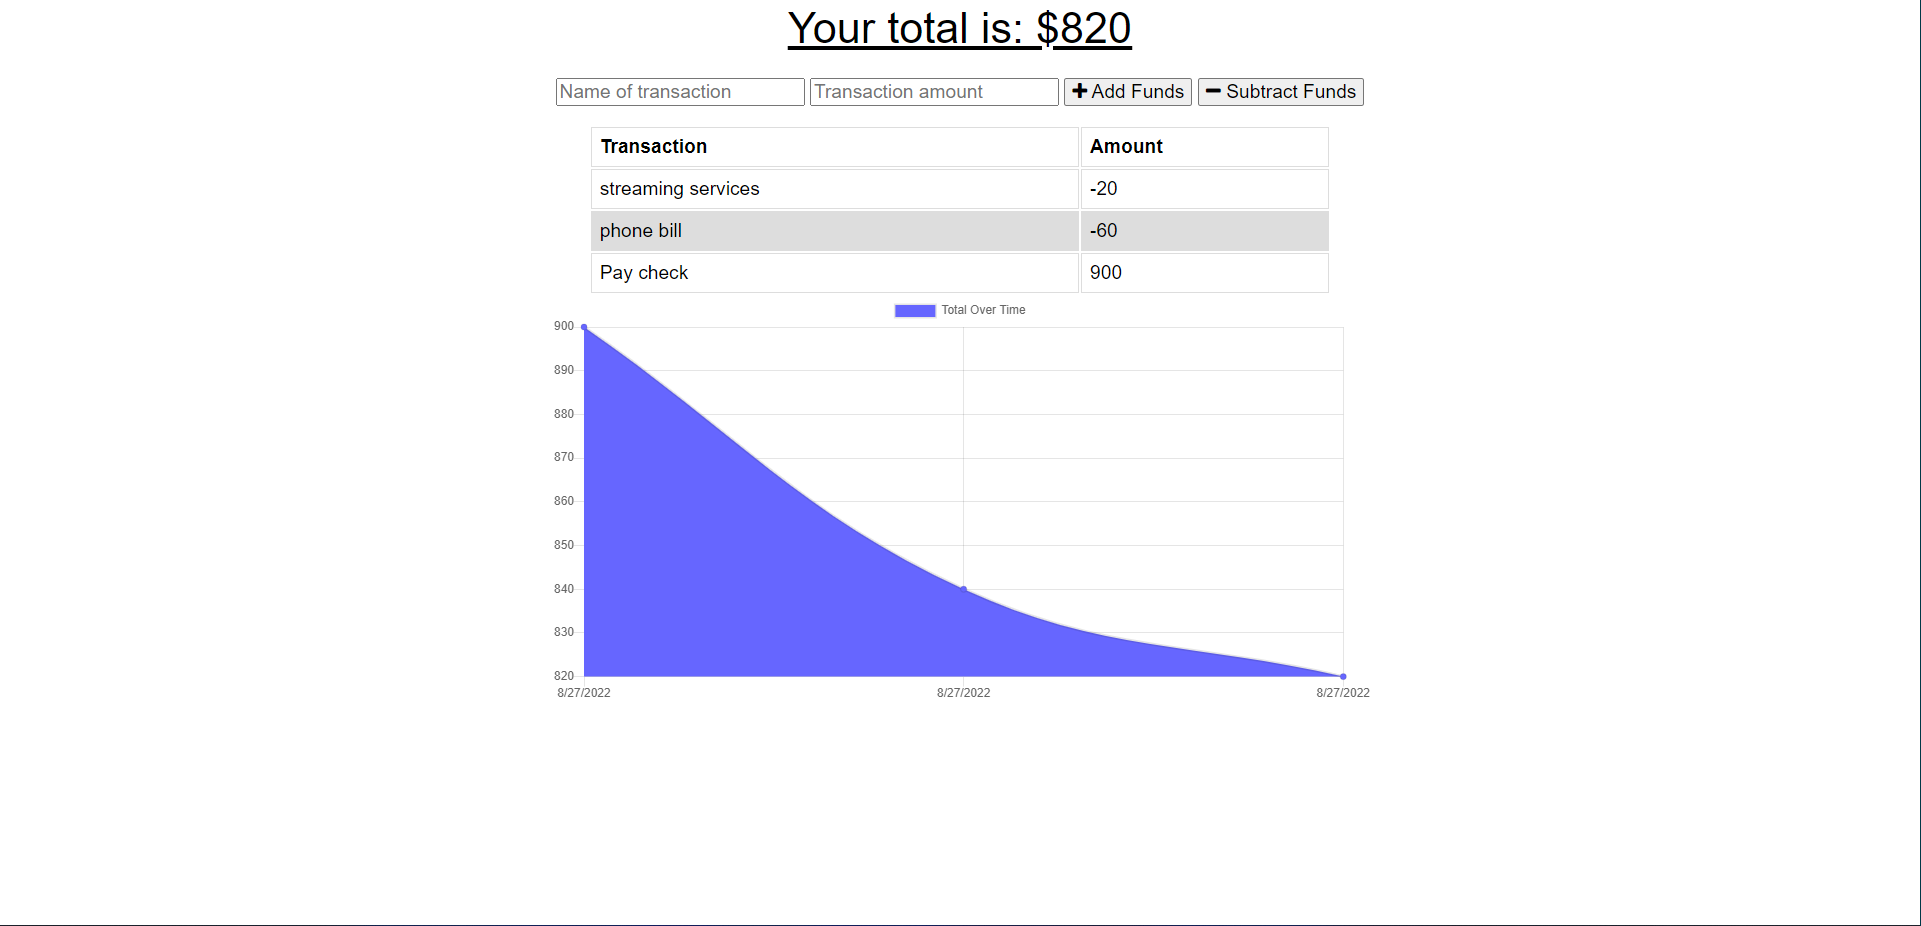 Your total is: $820
Name of transaction Transaction amount Add Funds Subtract Funds
Transaction Amount
streaming services -20
phone bill -60
Pay check 900
Total Over Time
900
890
880
870
860
850
840
830
820
8/27/2022 8/27/2022 8/27/2022